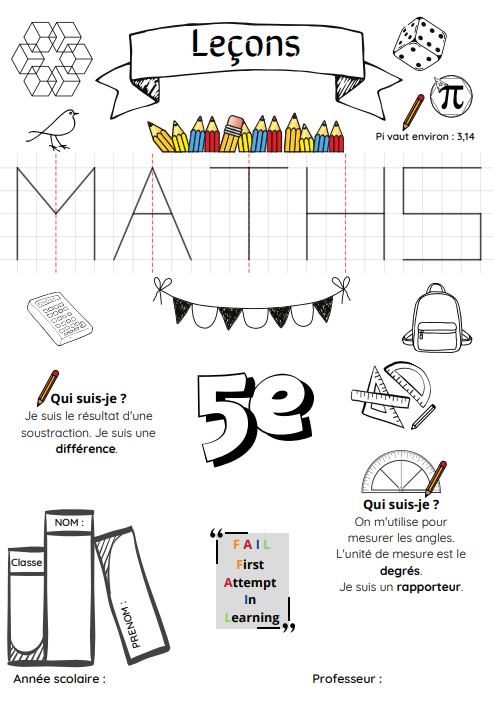 Leçons
π
Pi vaut environ : 3,14
MATHS
5e
Qui suis-je ?
Je suis le résultat d'une
soustraction. Je suis une
différence.
Qui suis-je ?
On m'utilise pour
mesurer les angles.
L'unité de mesure est le
degrés.
Je suis un rapporteur.
NOM :
Classe
PRENOM :
“
F A I L
First
Attempt
In
Learning
”
Année scolaire :
Professeur :